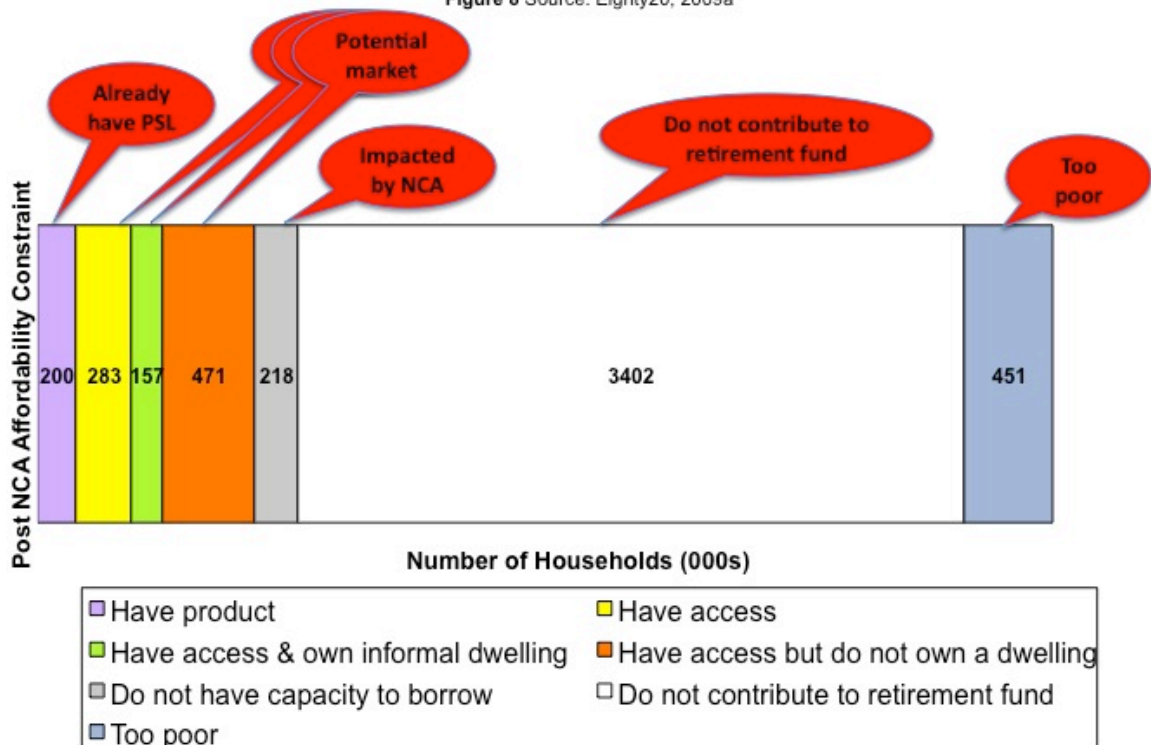 Figure 8 Source: Eighty20, 2009a
Already
have PSL
Potential
market
Impacted
by NCA
Do not contribute to
retirement fund
Too
poor
Post NCA Affordability Constraint
200
283
157
471
218
3402
451
Number of Households (000s)
Have product
Have access
Have access & own informal dwelling
Have access but do not own a dwelling
Do not have capacity to borrow
Do not contribute to retirement fund
Too poor